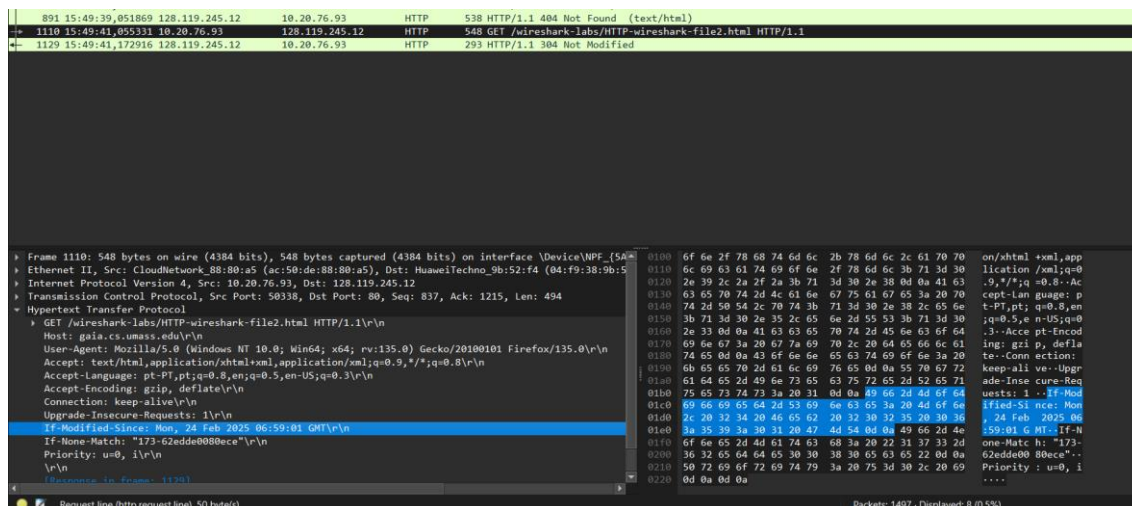 891 15:49:39,051869 128.119.245.12 10.20.76.93 HTTP 538 HTTP/1.1 404 Not Found (text/html)
1110 15:49:41,055331 10.20.76.93 128.119.245.12 HTTP 548 GET /wireshark-labs/HTTP-wireshark-file2.html HTTP/1.1
1129 15:49:41,172916 128.119.245.12 10.20.76.93 HTTP 293 HTTP/1.1 304 Not Modified
Frame 1110: 548 bytes on wire (4384 bits), 548 bytes captured (4384 bits) on interface \Device\NPF_{5A
Ethernet II, Src: CloudNetwork_88:80:a5 (ac:50:de:88:80:a5), Dst: HuaweiTechno_9b:52:f4 (04:f9:38:9b:5
Internet Protocol Version 4, Src: 10.20.76.93, Dst: 128.119.245.12
Transmission Control Protocol, Src Port: 50338, Dst Port: 80, Seq: 837, Ack: 1215, Len: 494
Hypertext Transfer Protocol
GET /wireshark-labs/HTTP-wireshark-file2.html HTTP/1.1\r\n
Host: gaia.cs.umass.edu\r\n
User-Agent: Mozilla/5.0 (Windows NT 10.0; Win64; x64; rv:135.0) Gecko/20100101 Firefox/135.0\r\n
Accept: text/html,application/xhtml+xml,application/xml;q=0.9,*/*;q=0.8\r\n
Accept-Language: pt-PT,pt;q=0.8,en;q=0.5,en-US;q=0.3\r\n
Accept-Encoding: gzip, deflate\r\n
Connection: keep-alive\r\n
Upgrade-Insecure-Requests: 1\r\n
If-Modified-Since: Mon, 24 Feb 2025 06:59:01 GMT\r\n
If-None-Match: "173-62edde0080ece"\r\n
Priority: u=0, i\r\n
\r\n
[Response in frame: 1129]
0100 6f 6e 2f 78 68 74 6d 6c 2b 78 6d 6c 2c 61 70 70 on/xhtml +xml,app
0110 6c 69 63 61 74 69 6f 6e 2f 78 6d 6c 3b 71 3d 30 lication /xml;q=0
0120 2e 39 2c 2a 2f 2a 3b 71 3d 30 2e 38 0d 0a 41 63 .9,*/*;q =0.8··Ac
0130 63 65 70 74 2d 4c 61 6e 67 75 61 67 65 3a 20 70 cept-Lan guage: p
0140 74 2d 50 54 2c 70 74 3b 71 3d 30 2e 38 2c 65 6e t-PT,pt; q=0.8,en
0150 3b 71 3d 30 2e 35 2c 65 6e 2d 55 53 3b 71 3d 30 ;q=0.5,e n-US;q=0
0160 2e 33 0d 0a 41 63 63 65 70 74 2d 45 6e 63 6f 64 .3··Acce pt-Encod
0170 69 6e 67 3a 20 67 7a 69 70 2c 20 64 65 66 6c 61 ing: gzi p, defla
0180 74 65 0d 0a 43 6f 6e 6e 65 63 74 69 6f 6e 3a 20 te··Conn ection:
0190 6b 65 65 70 2d 61 6c 69 76 65 0d 0a 55 70 67 72 keep-ali ve··Upgr
01a0 61 64 65 2d 49 6e 73 65 63 75 72 65 2d 52 65 71 ade-Inse cure-Req
01b0 75 65 73 74 73 3a 20 31 0d 0a 49 66 2d 4d 6f 64 uests: 1 ··If-Mod
01c0 69 66 69 65 64 2d 53 69 6e 63 65 3a 20 4d 6f 6e ified-Si nce: Mon
01d0 2c 20 32 34 20 46 65 62 20 32 30 32 35 20 30 36 , 24 Feb 2025 06
01e0 3a 35 39 3a 30 31 20 47 4d 54 0d 0a 49 66 2d 4e :59:01 G MT··If-N
01f0 6f 6e 65 2d 4d 61 74 63 68 3a 20 22 31 37 33 2d one-Matc h: "173-
0200 36 32 65 64 64 65 30 30 38 30 65 63 65 22 0d 0a 62edde00 80ece"··
0210 50 72 69 6f 72 69 74 79 3a 20 75 3d 30 2c 20 69 Priority : u=0, i
0220 0d 0a 0d 0a ····
Request line (http.request.line), 50 byte(s)
Packets: 1497 · Displayed: 8 (0.5%)